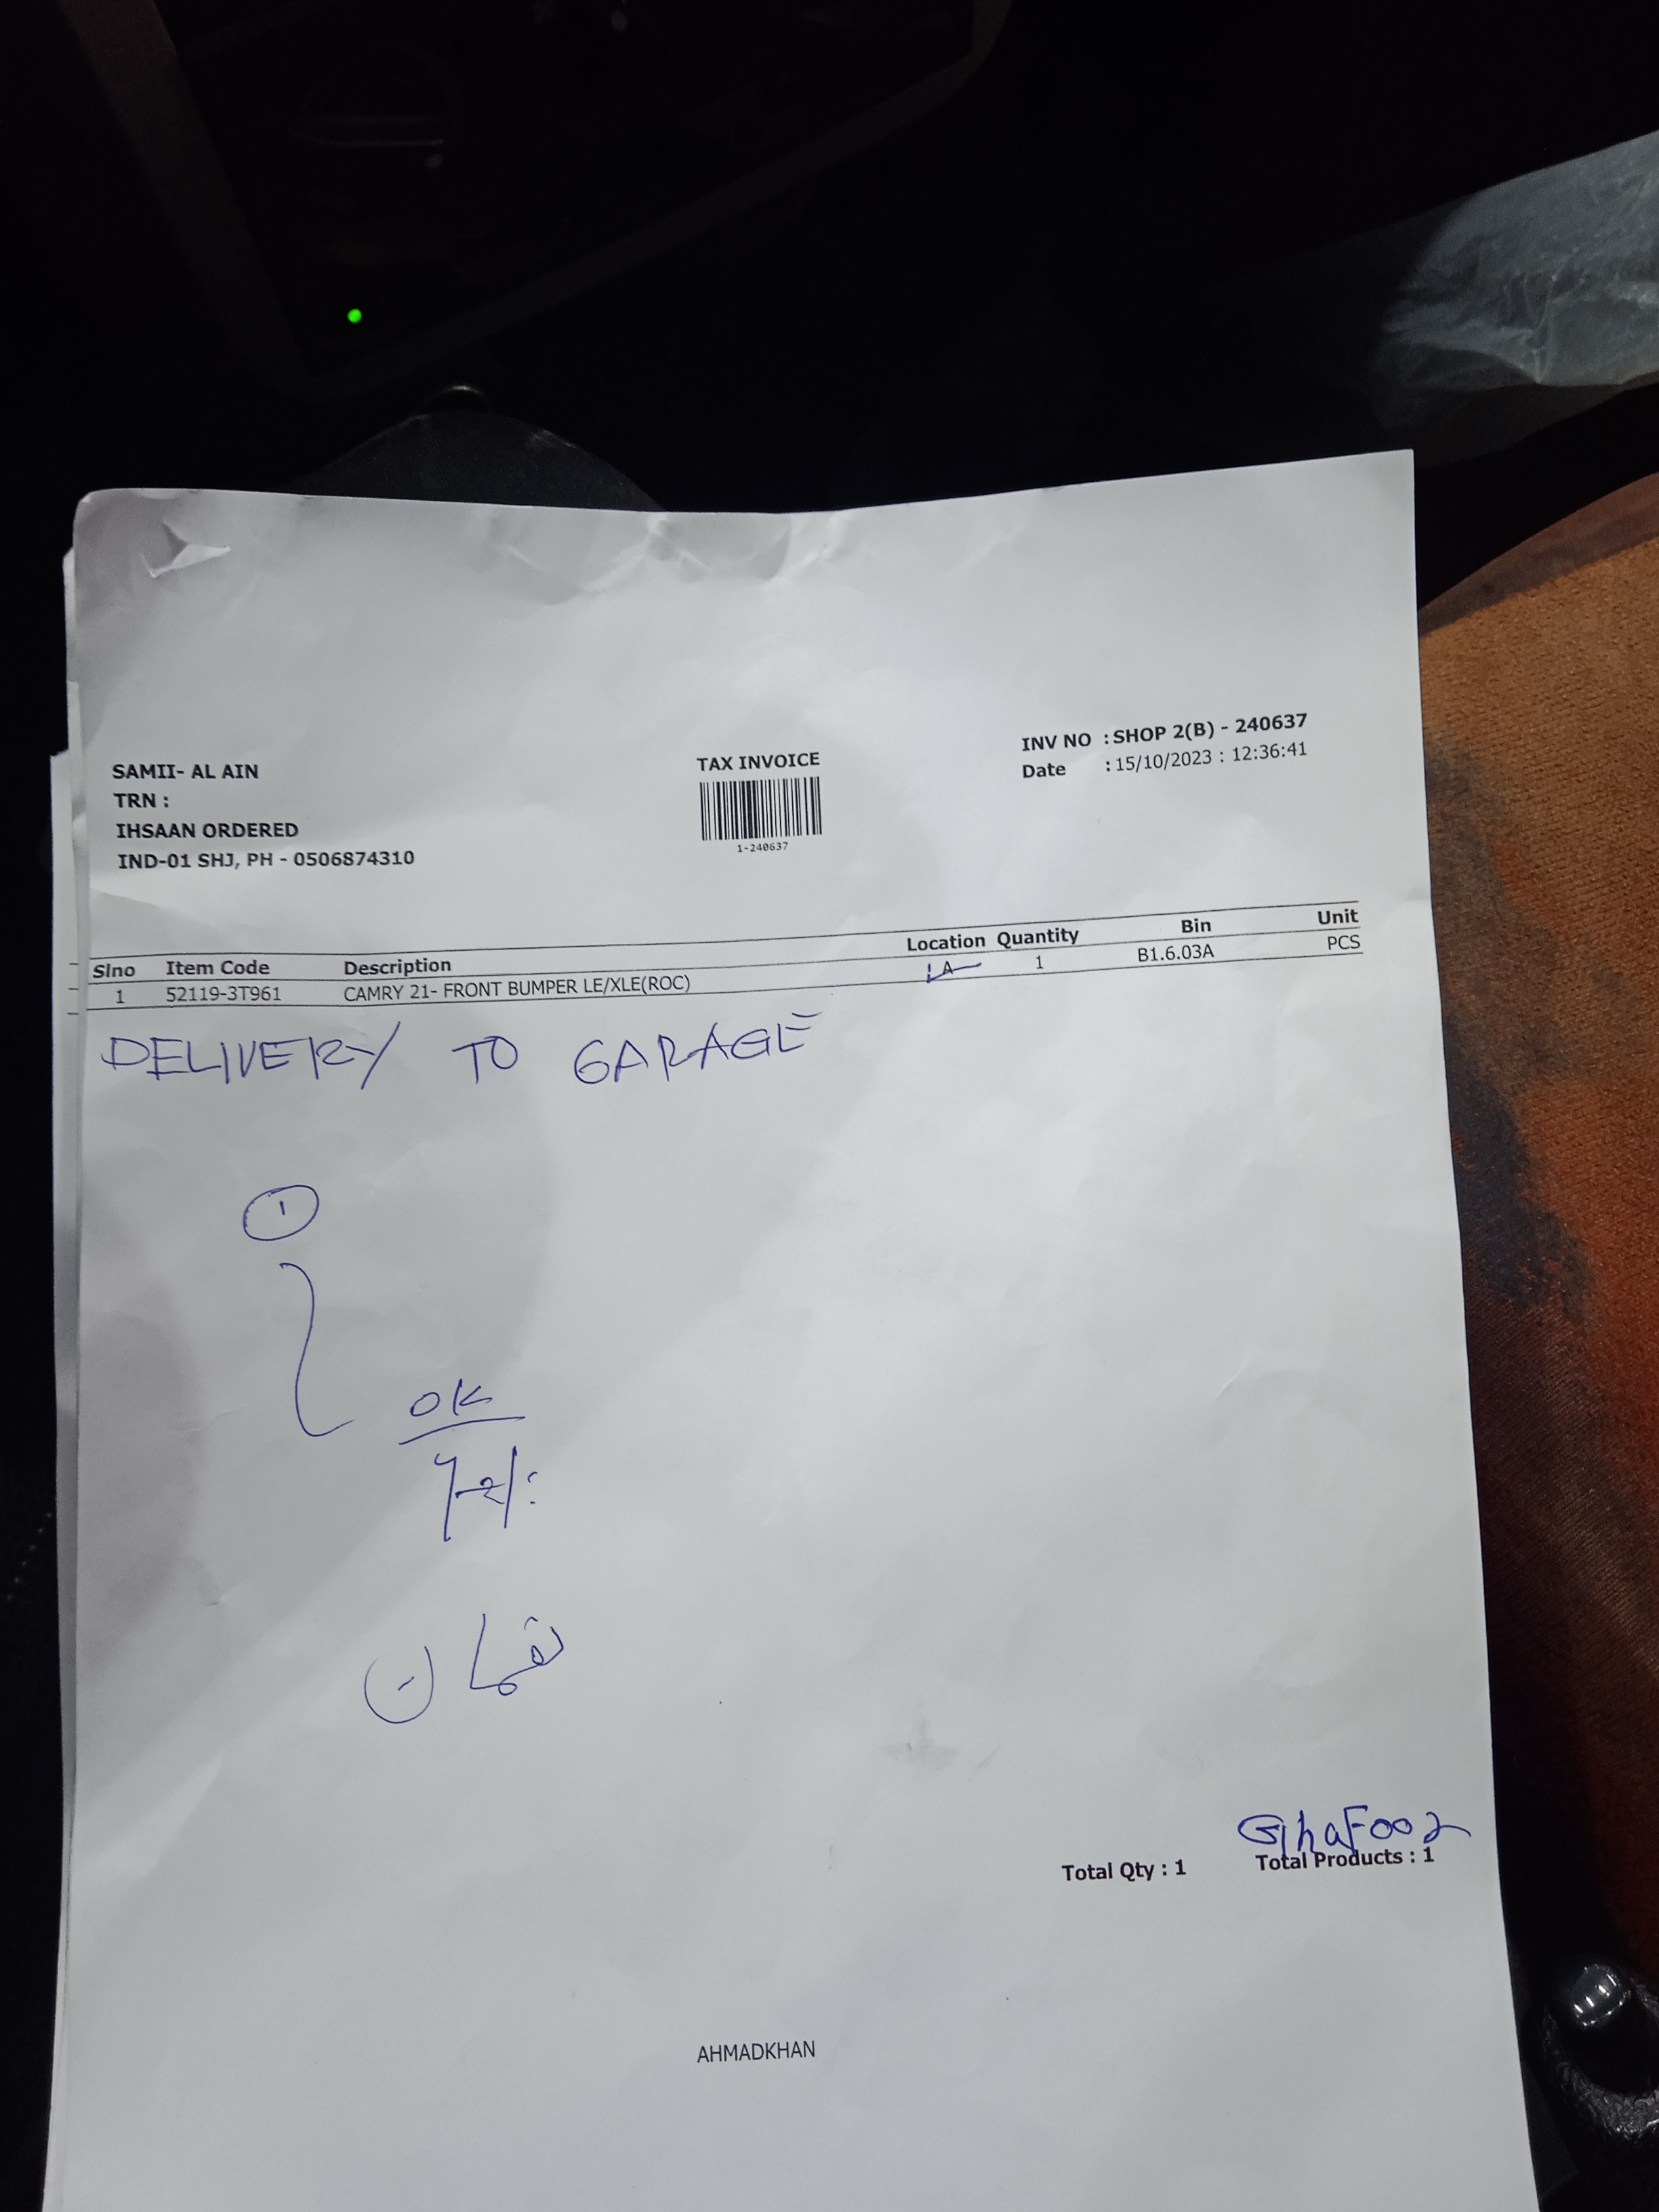 SAMII- AL AIN
TRN :
IHSAAN ORDERED
IND-01 SHJ, PH - 0506874310
TAX INVOICE
1-240637
INV NO : SHOP 2(B) - 240637
Date : 15/10/2023 : 12:36:41
Slno Item Code Description Location Quantity Bin Unit
1 52119-3T961 CAMRY 21- FRONT BUMPER LE/XLE(ROC) 1 B1.6.03A PCS
DELIVERY TO GARAGE
1
OK
Ghafoor
Total Qty : 1 Total Products : 1
AHMADKHAN